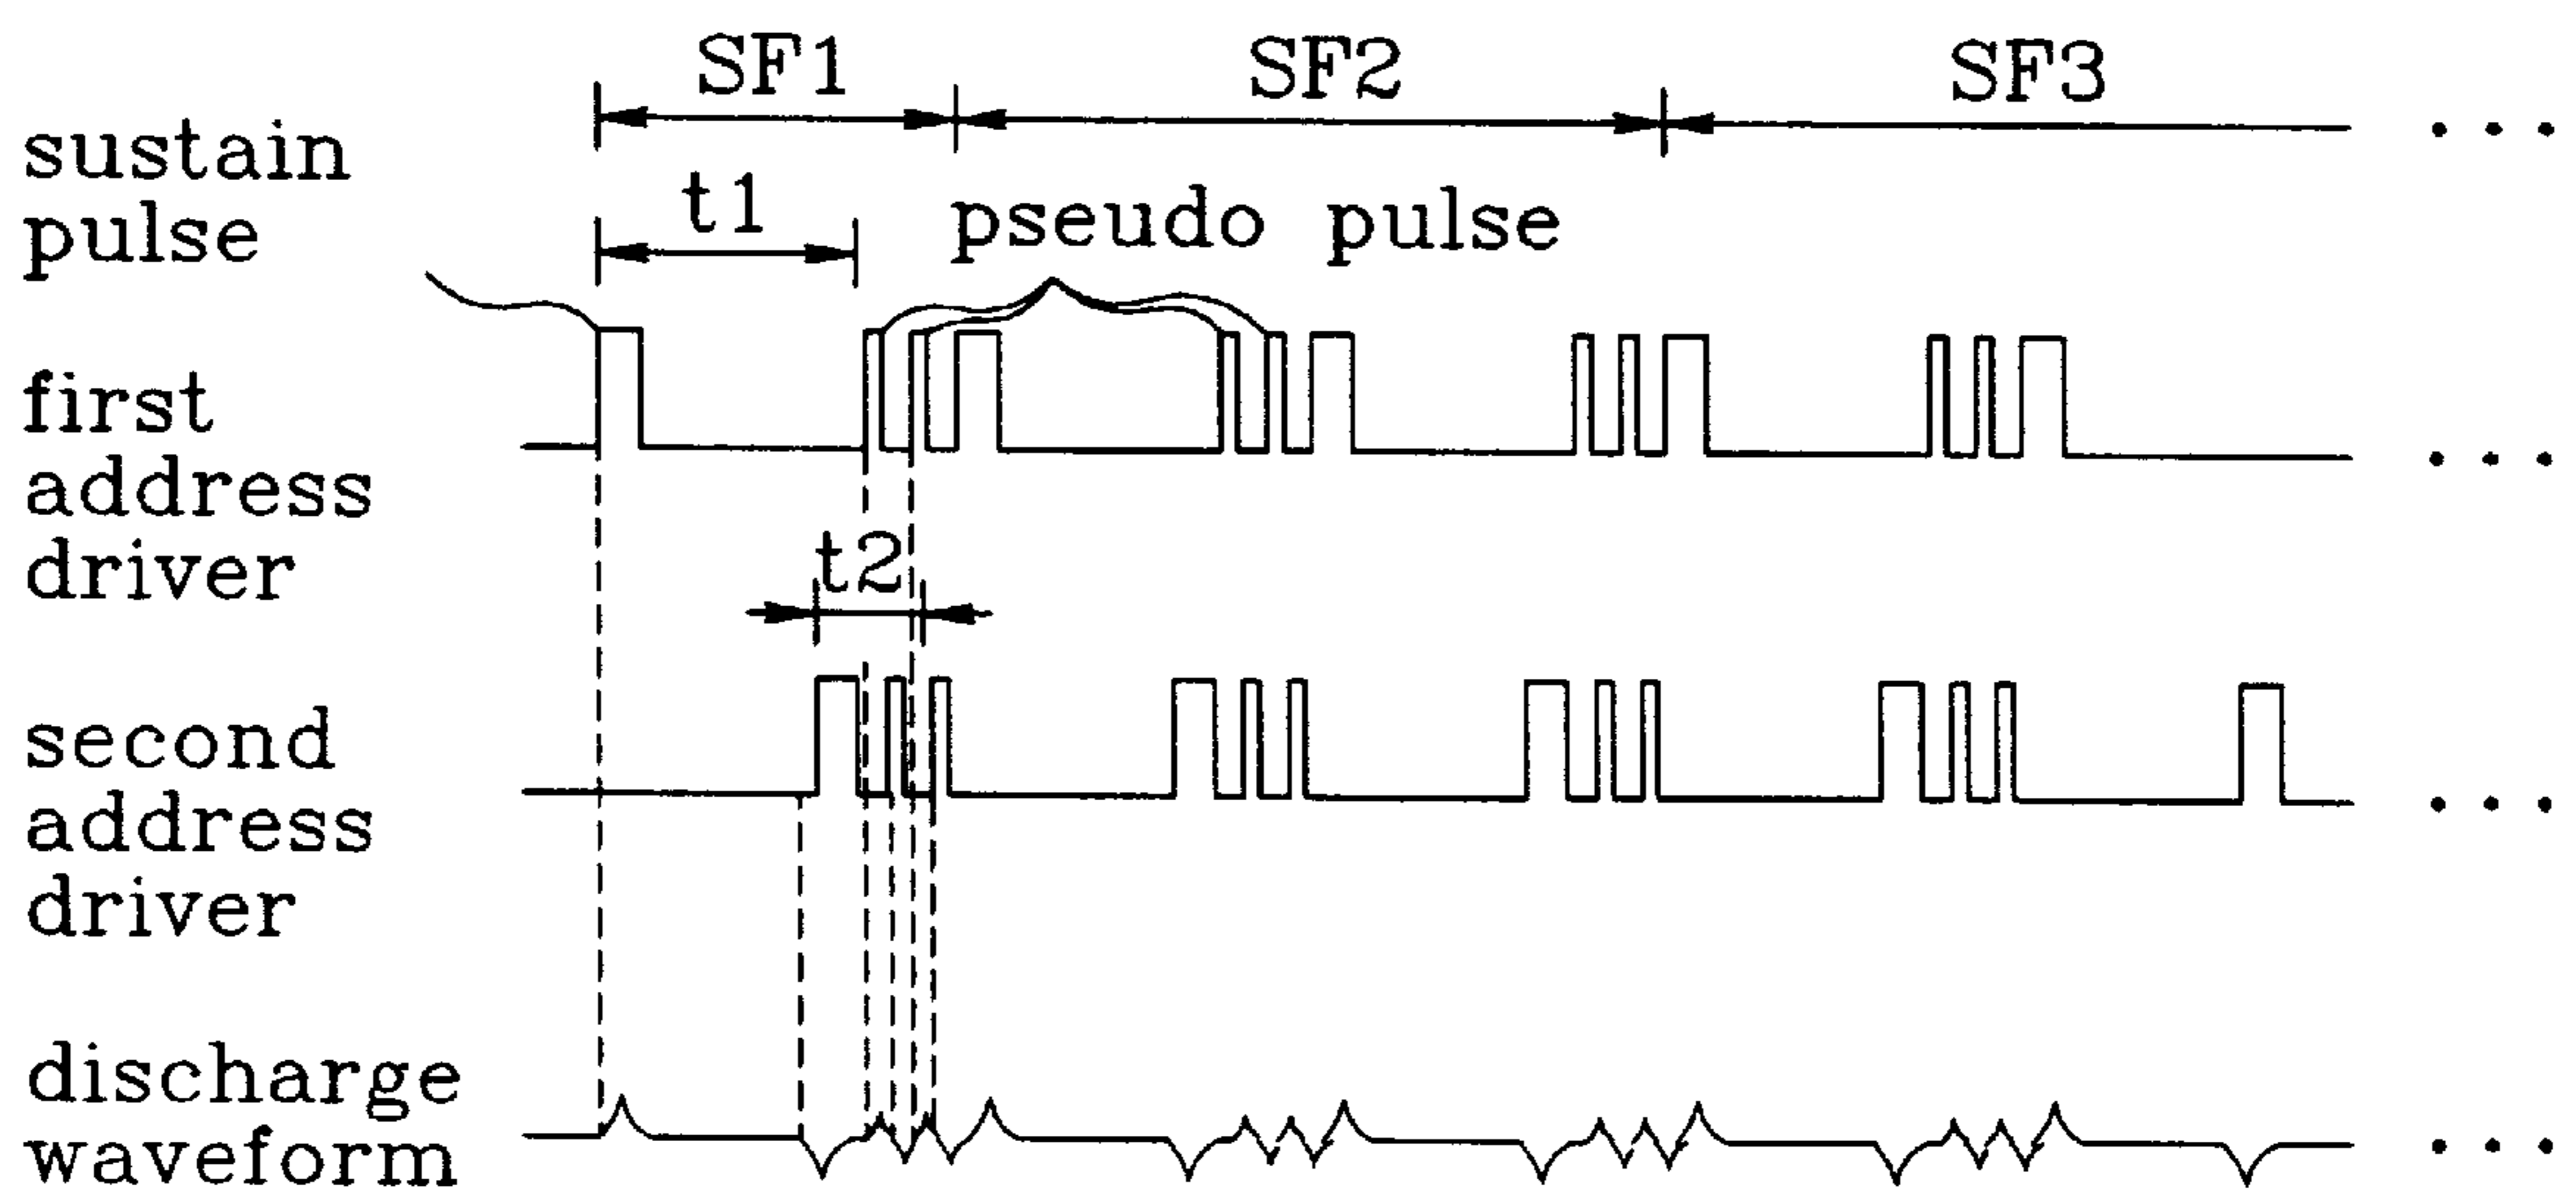 SF1 SF2 SF3
sustain
pulse
t1
pseudo pulse
first
address
driver
t2
second
address
driver
discharge
waveform